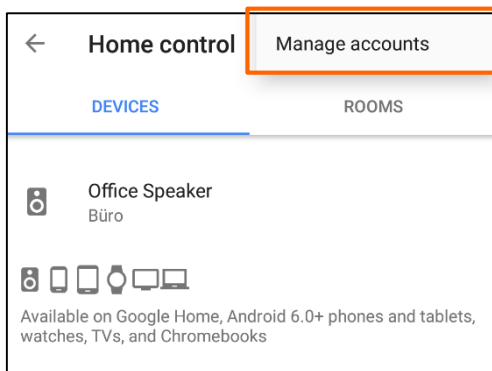 Home control
Manage accounts
DEVICES
ROOMS
Office Speaker
Büro
Available on Google Home, Android 6.0+ phones and tablets,
watches, TVs, and Chromebooks